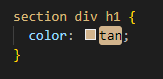 section div h1 {
color: tan;
}